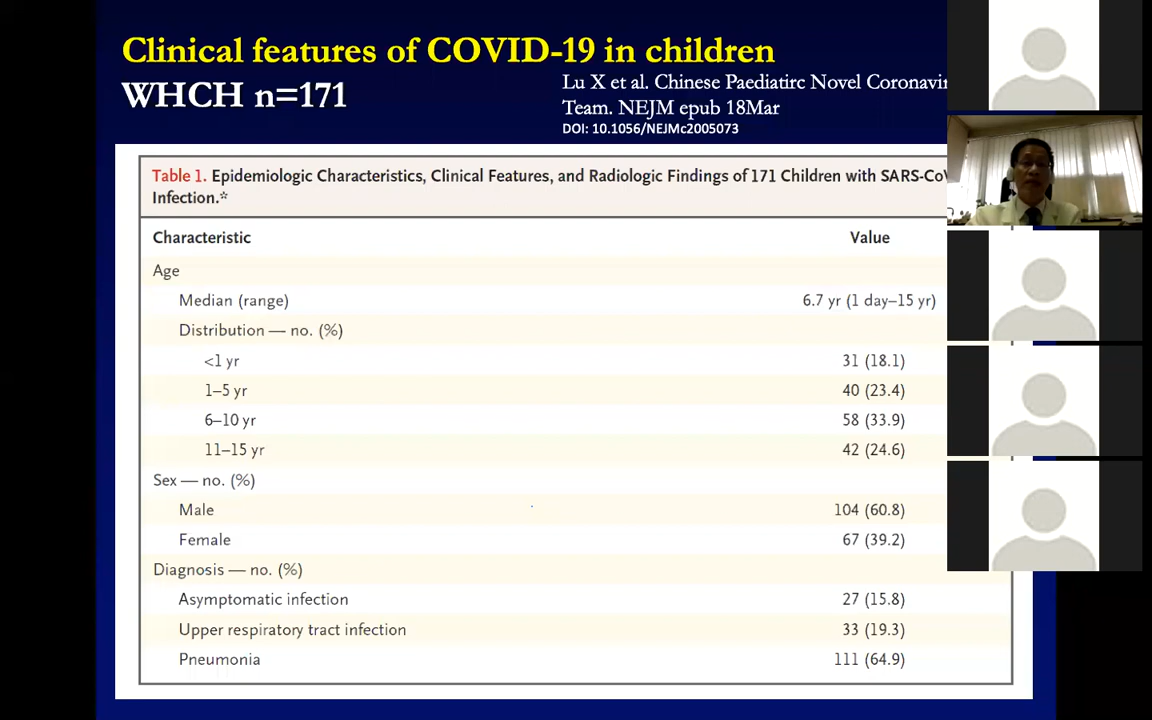 Clinical features of COVID-19 in children
WHCH n=171
Lu X et al. Chinese Paediatirc Novel
Team. NEJM epub 18Mar
DOI: 10.1056/NEJMc2005073
Table 1. Epidemiologic Characteristics, Clinical Features, and Radiologic Findings of 171 Children with
Infection.*
Characteristic Value
Age
Median (range) 6.7 yr (1 day–15 yr)
Distribution — no. (%)
<1 yr 31 (18.1)
1–5 yr 40 (23.4)
6–10 yr 58 (33.9)
11–15 yr 42 (24.6)
Sex — no. (%)
Male 104 (60.8)
Female 67 (39.2)
Diagnosis — no. (%)
Asymptomatic infection 27 (15.8)
Upper respiratory tract infection 33 (19.3)
Pneumonia 111 (64.9)